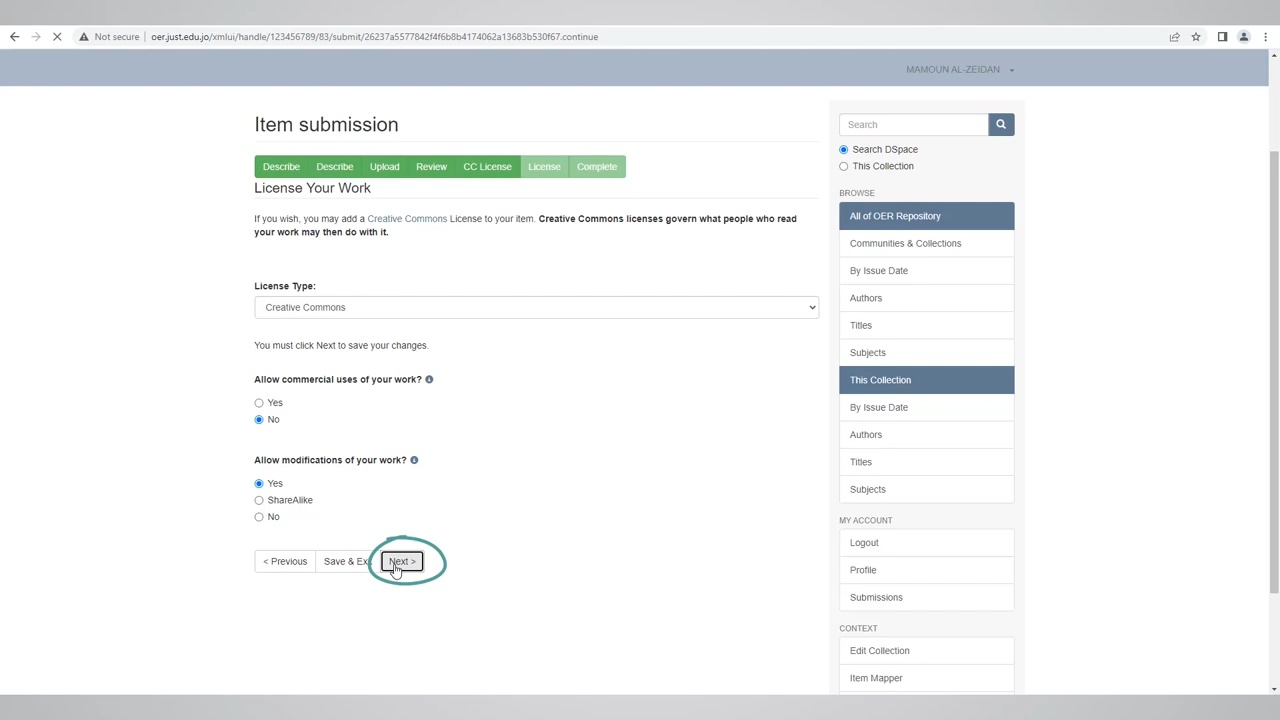 Not secure
oer.just.edu.jo/xmlui/handle/123456789/83/submit/26237a5577842f4f6b8b4174062a13683b530f67.continue
MAMOUN AL-ZEIDAN
Item submission
Describe Describe Upload Review CC License License Complete
License Your Work
If you wish, you may add a Creative Commons License to your item. Creative Commons licenses govern what people who read
your work may then do with it.
License Type:
Creative Commons
You must click Next to save your changes.
Allow commercial uses of your work?
Yes
No
Allow modifications of your work?
Yes
ShareAlike
No
< Previous
Save & Ex
Next >
Search
Search DSpace
This Collection
BROWSE
All of OER Repository
Communities & Collections
By Issue Date
Authors
Titles
Subjects
This Collection
By Issue Date
Authors
Titles
Subjects
MY ACCOUNT
Logout
Profile
Submissions
CONTEXT
Edit Collection
Item Mapper